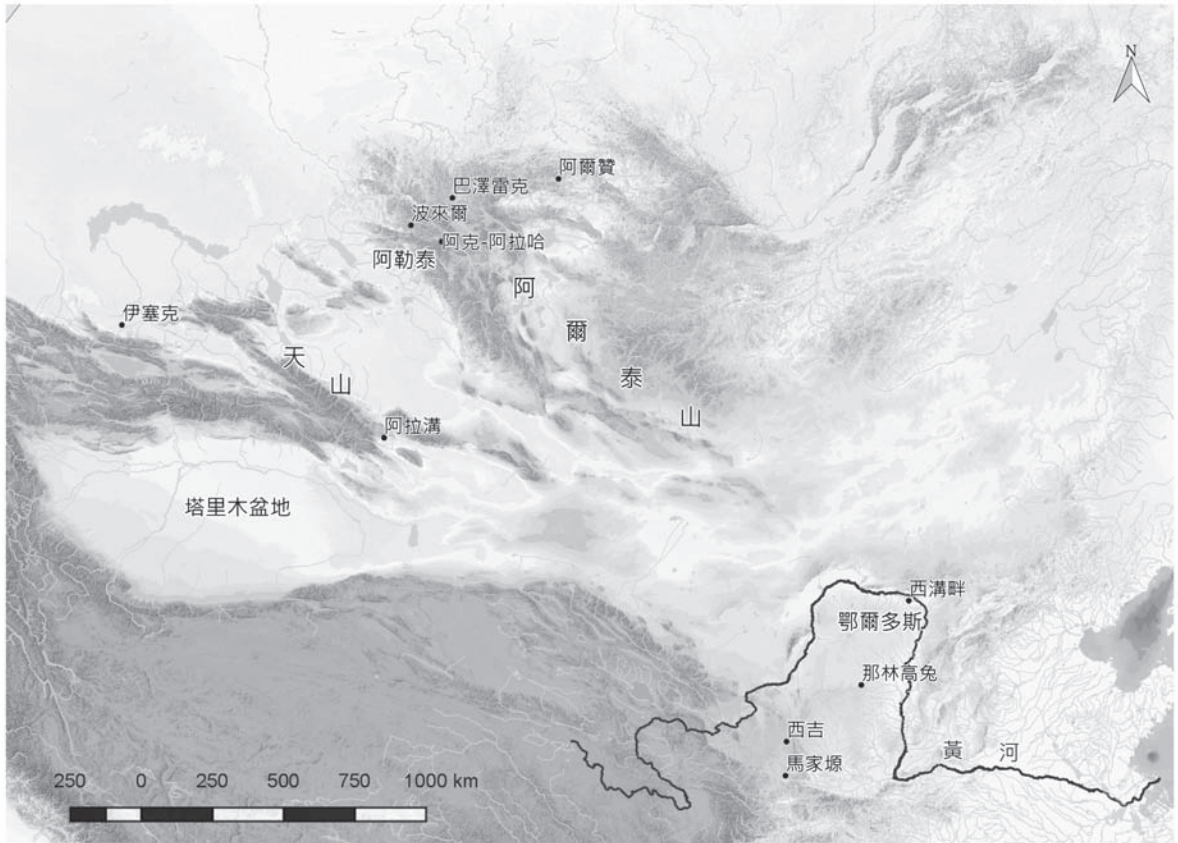 N
阿爾贊
巴澤雷克
波來爾
阿克-阿拉哈
阿勒泰
阿
爾
泰
山
伊塞克
天
山
阿拉溝
塔里木盆地
西溝畔
鄂爾多斯
那林高兔
西吉
馬家塬
黃 河
250 0 250 500 750 1000 km